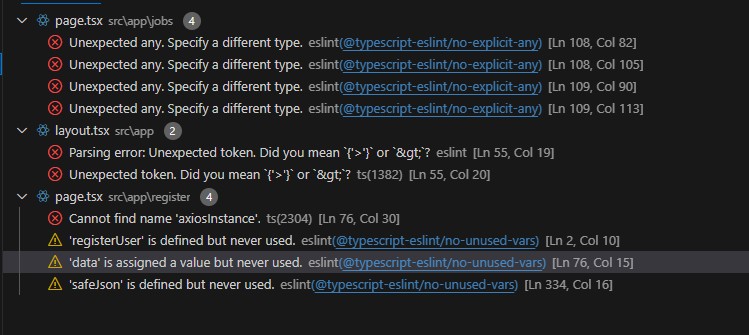 page.tsx src\app\jobs 4
Unexpected any. Specify a different type. eslint(@typescript-eslint/no-explicit-any) [Ln 108, Col 82]
Unexpected any. Specify a different type. eslint(@typescript-eslint/no-explicit-any) [Ln 108, Col 105]
Unexpected any. Specify a different type. eslint(@typescript-eslint/no-explicit-any) [Ln 109, Col 90]
Unexpected any. Specify a different type. eslint(@typescript-eslint/no-explicit-any) [Ln 109, Col 113]
layout.tsx src\app 2
Parsing error: Unexpected token. Did you mean `{'>'}` or `&gt;`? eslint [Ln 55, Col 19]
Unexpected token. Did you mean `{'>'}` or `&gt;`? ts(1382) [Ln 55, Col 20]
page.tsx src\app\register 4
Cannot find name 'axiosInstance'. ts(2304) [Ln 76, Col 30]
'registerUser' is defined but never used. eslint(@typescript-eslint/no-unused-vars) [Ln 2, Col 10]
'data' is assigned a value but never used. eslint(@typescript-eslint/no-unused-vars) [Ln 76, Col 15]
'safeJson' is defined but never used. eslint(@typescript-eslint/no-unused-vars) [Ln 334, Col 16]